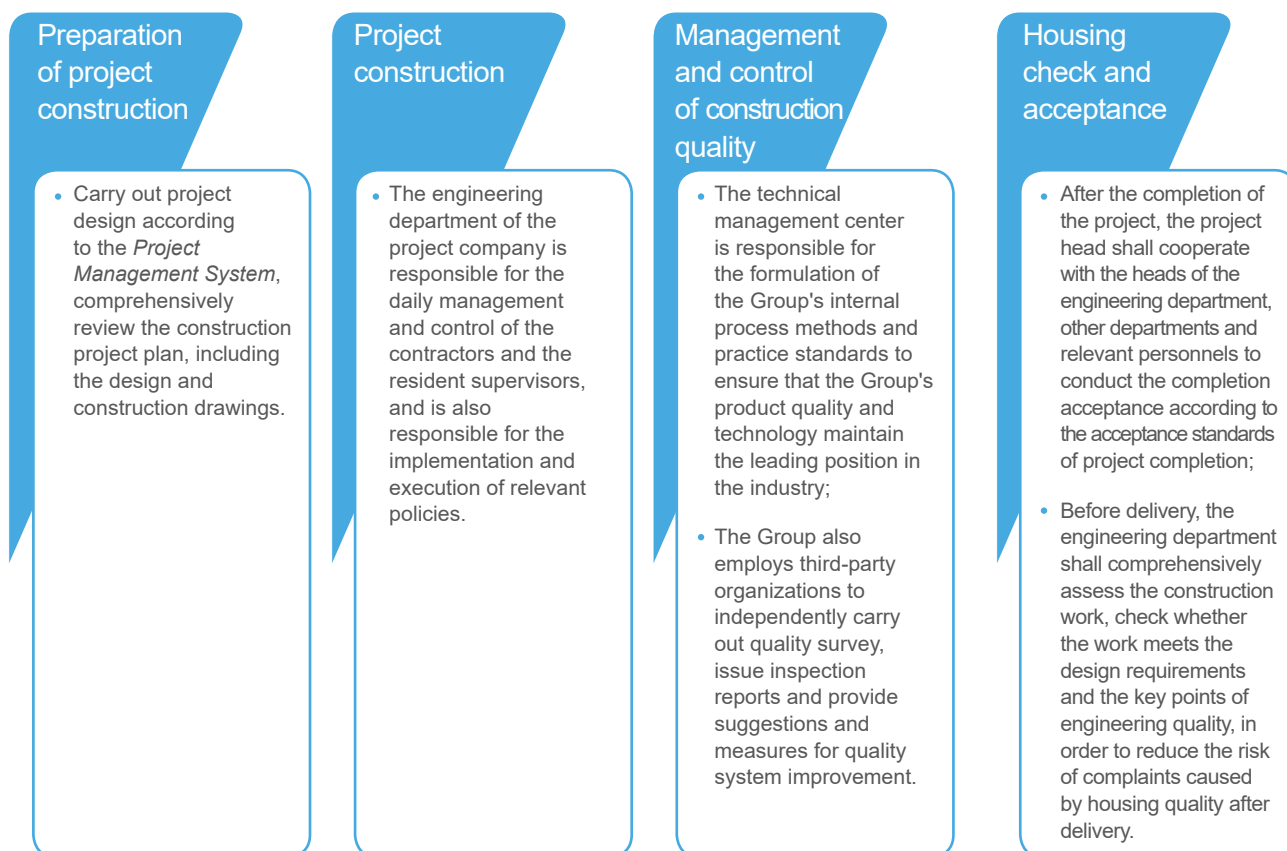 Preparation
of project
construction
• Carry out project
design according
to the Project
Management System,
comprehensively
review the construction
project plan, including
the design and
construction drawings.
Project
construction
• The engineering
department of the
project company is
responsible for the
daily management
and control of the
contractors and the
resident supervisors,
and is also
responsible for the
implementation and
execution of relevant
policies.
Management
and control
of construction
quality
• The technical
management center
is responsible for
the formulation of
the Group's internal
process methods and
practice standards to
ensure that the Group's
product quality and
technology maintain
the leading position in
the industry;
• The Group also
employs third-party
organizations to
independently carry
out quality survey,
issue inspection
reports and provide
suggestions and
measures for quality
system improvement.
Housing
check and
acceptance
• After the completion of
the project, the project
head shall cooperate
with the heads of the
engineering department,
other departments and
relevant personnels to
conduct the completion
acceptance according to
the acceptance standards
of project completion;
• Before delivery, the
engineering department
shall comprehensively
assess the construction
work, check whether
the work meets the
design requirements
and the key points of
engineering quality, in
order to reduce the risk
of complaints caused
by housing quality after
delivery.